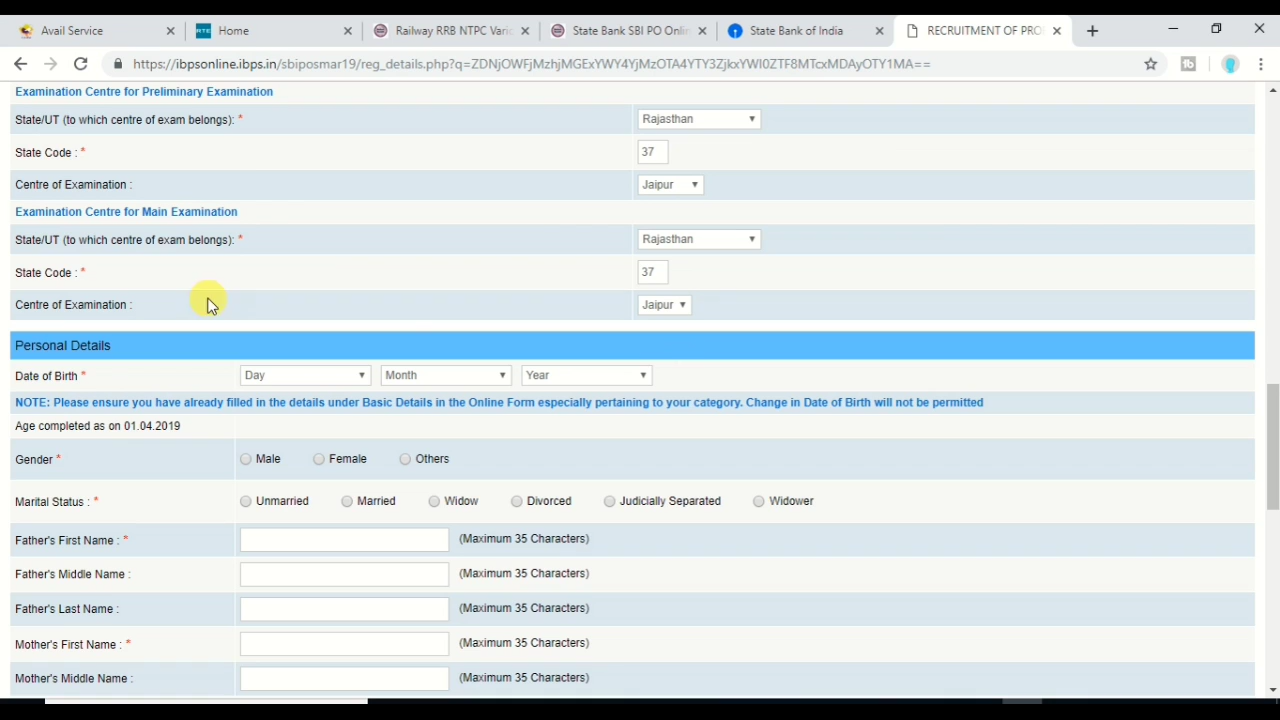 Avail Service
Home
Railway RRB NTPC Vari
State Bank SBI PO Onli
State Bank of India
RECRUITMENT OF PRO
https://ibpsonline.ibps.in/sbiposmar19/reg_details.php?q=
Examination Centre for Preliminary Examination
State/UT (to which centre of exam belongs): * Rajasthan
State Code : * 37
Centre of Examination : Jaipur
Examination Centre for Main Examination
State/UT (to which centre of exam belongs): * Rajasthan
State Code : * 37
Centre of Examination : Jaipur
Personal Details
Date of Birth * Day Month Year
NOTE: Please ensure you have already filled in the details under Basic Details in the Online Form especially pertaining to your category. Change in Date of Birth will not be permitted
Age completed as on 01.04.2019
Gender * Male Female Others
Marital Status : * Unmarried Married Widow Divorced Judicially Separated Widower
Father's First Name : * (Maximum 35 Characters)
Father's Middle Name : (Maximum 35 Characters)
Father's Last Name : (Maximum 35 Characters)
Mother's First Name : * (Maximum 35 Characters)
Mother's Middle Name : (Maximum 35 Characters)